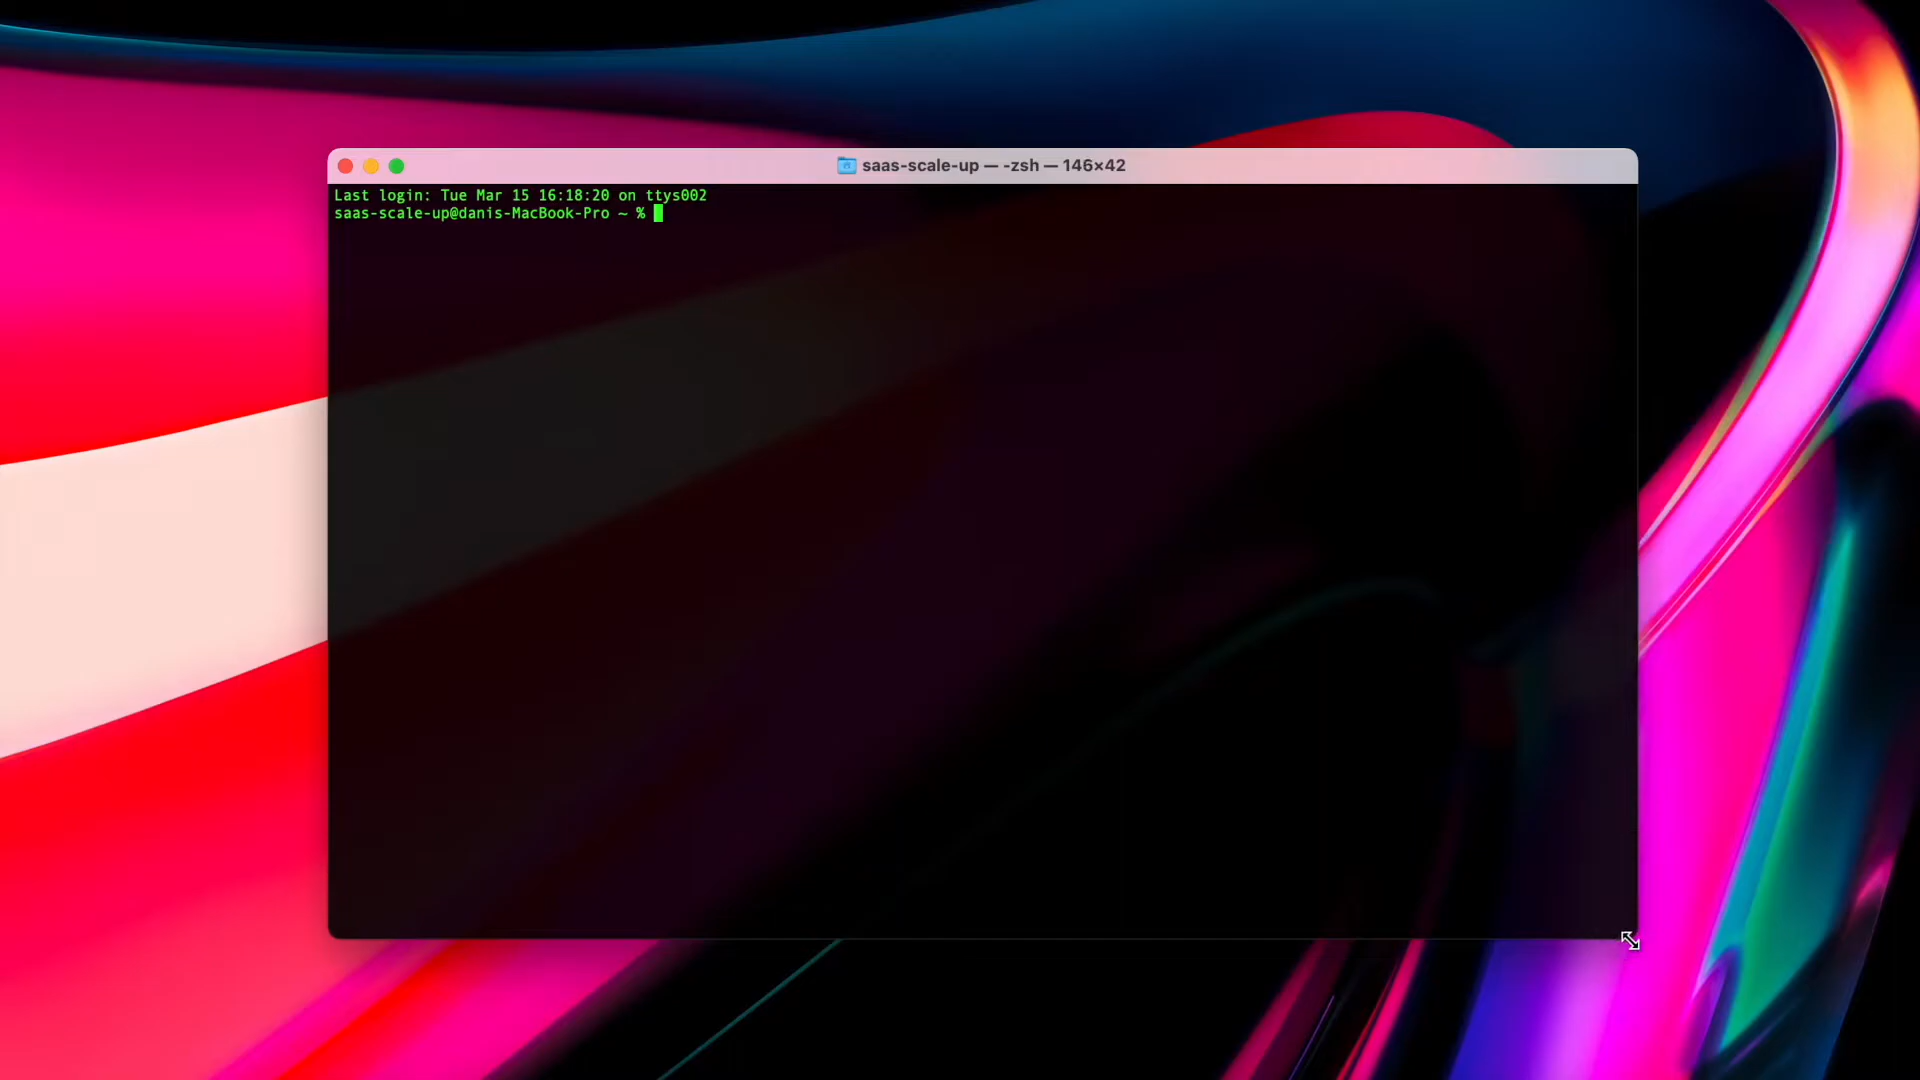 saas-scale-up — -zsh — 146×42
Last login: Tue Mar 15 16:18:20 on ttys002
saas-scale-up@danis-MacBook-Pro ~ %